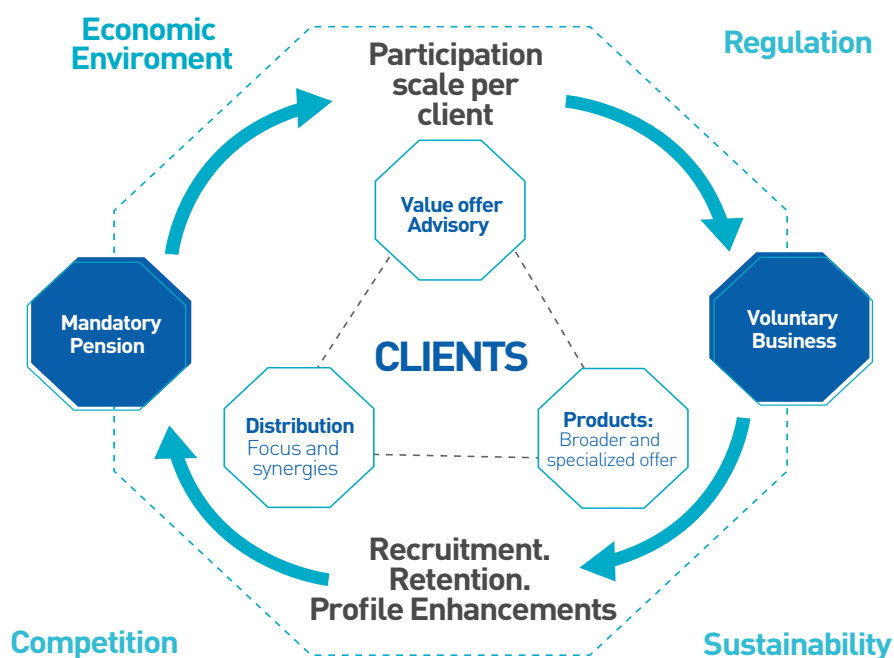 Economic
Enviroment
Regulation
Participation
scale per
client
Value offer
Advisory
Mandatory
Pension
Voluntary
Business
CLIENTS
Distribution
Focus and
synergies
Products:
Broader and
specialized offer
Recruitment.
Retention.
Profile Enhancements
Competition
Sustainability